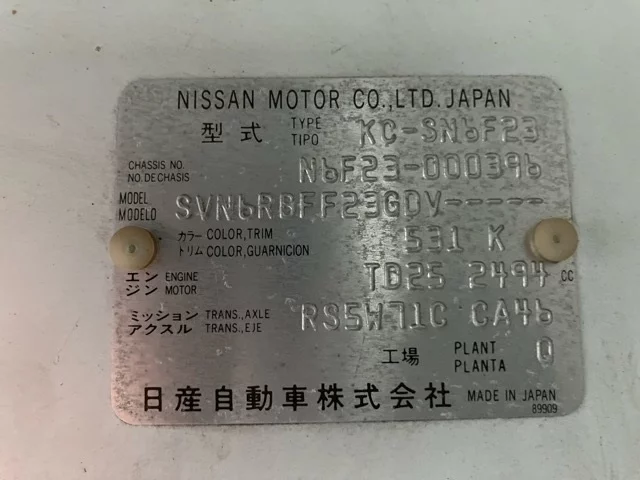 NISSAN MOTOR CO.,LTD. JAPAN
型式 TYPE TIPO KC-SN6F23
CHASSIS NO. NO. DE CHASIS N6F23-000396
MODEL MODELO SVN6RBFF23GDV-----
カラー トリム COLOR,TRIM COLOR,GUARNICION 531 K
エンジン ENGINE MOTOR TD25 2494 CC
ミッション アクスル TRANS.,AXLE TRANS.,EJE RS5W71C CA46
工場 PLANT PLANTA 0
日産自動車株式会社 MADE IN JAPAN
89909